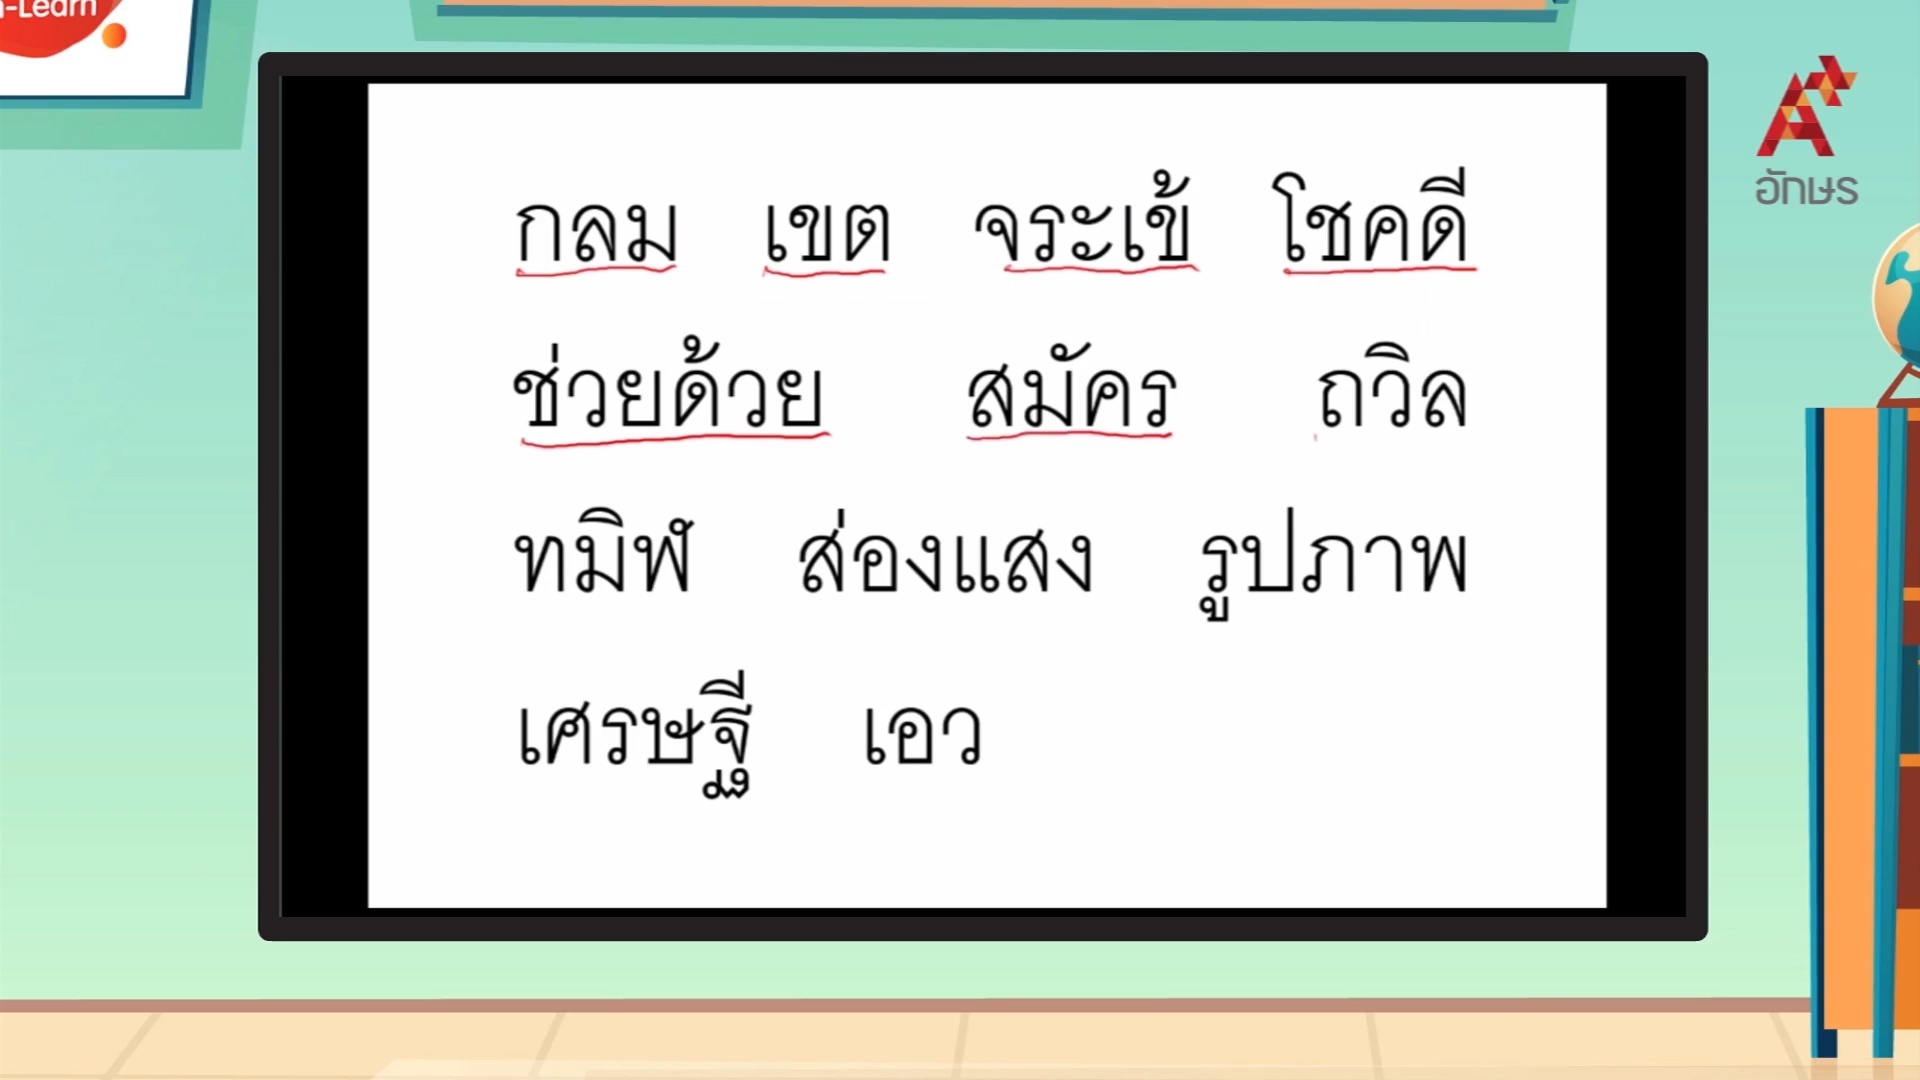 -Learn
อักษร
กลม เขต จระเข้ โชคดี
ช่วยด้วย สมัคร ถวิล
ทมิฬ ส่องแสง รูปภาพ
เศรษฐี เอว